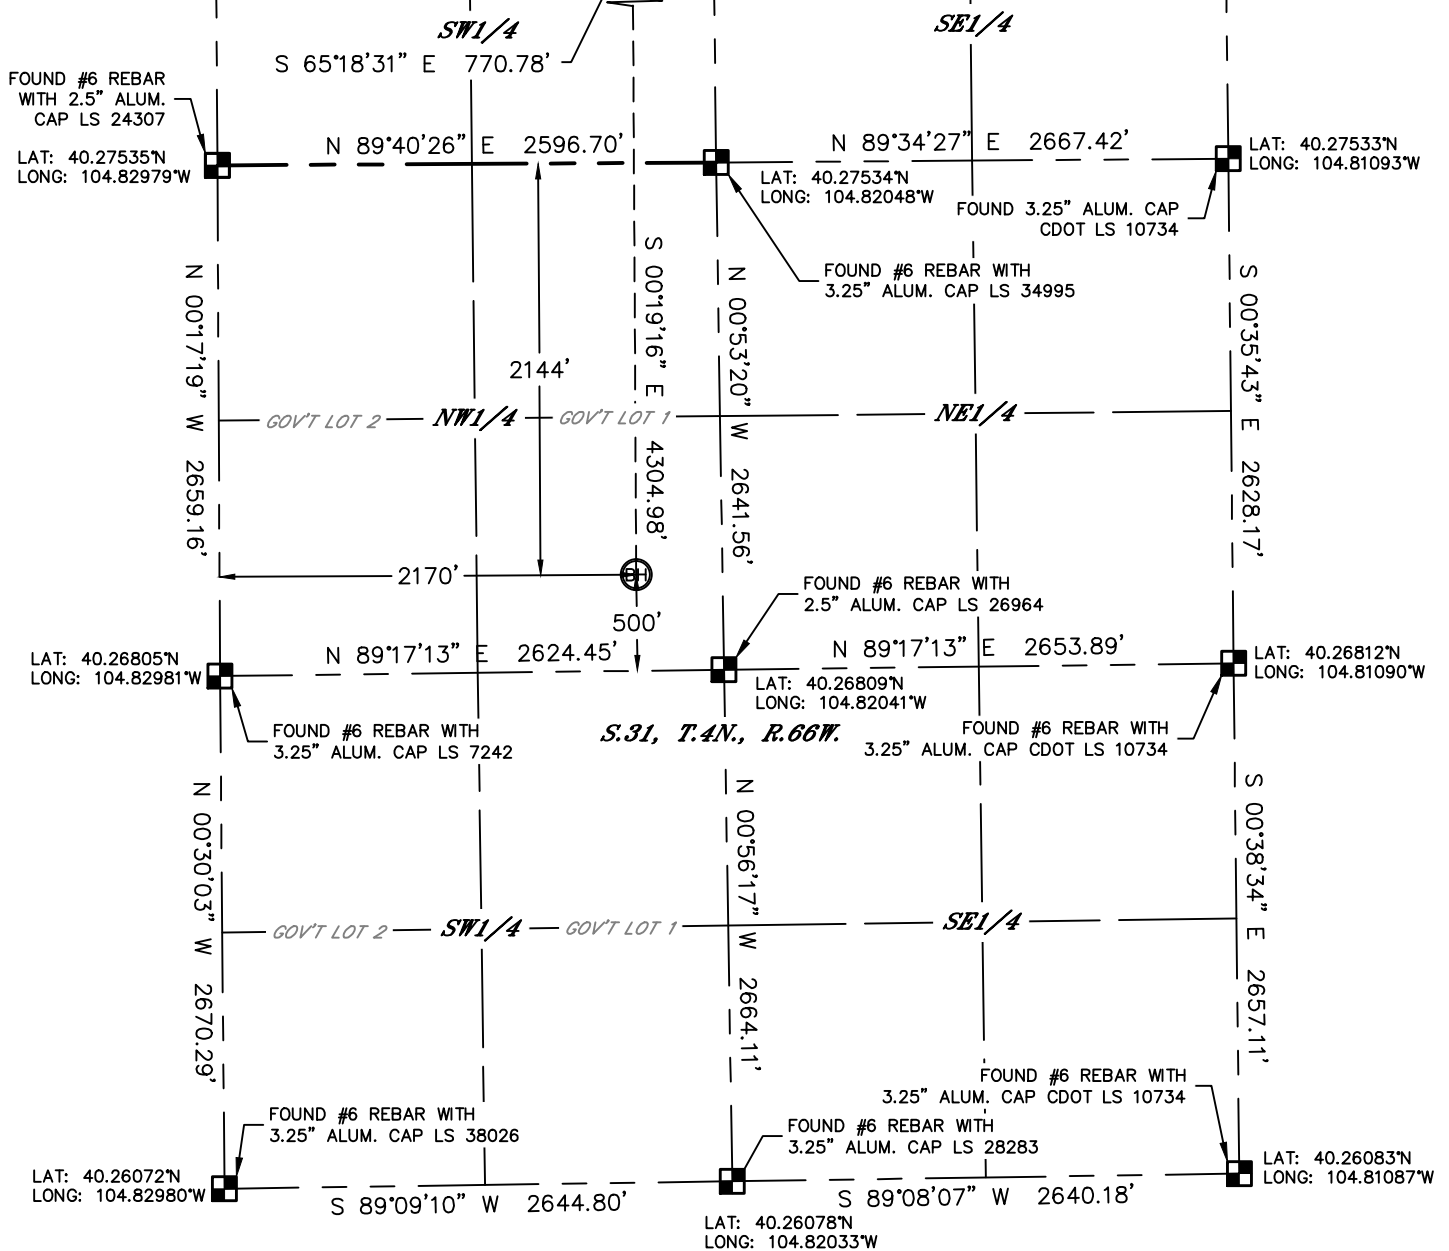 SW1/4
SE1/4
S 65°18'31" E 770.78'
FOUND #6 REBAR
WITH 2.5" ALUM.
CAP LS 24307
LAT: 40.27535°N
LONG: 104.82979°W
N 89°40'26" E 2596.70'
N 89°34'27" E 2667.42'
LAT: 40.27533°N
LONG: 104.81093°W
LAT: 40.27534°N
LONG: 104.82048°W
FOUND 3.25" ALUM. CAP
CDOT LS 10734
FOUND #6 REBAR WITH
3.25" ALUM. CAP LS 34995
N 00°17'19" W 2659.16'
S 00°19'16" E 4304.98'
N 00°53'20" W 2641.56'
S 00°35'43" E 2628.17'
2144'
GOV'T LOT 2
NW1/4
GOV'T LOT 1
NE1/4
2170'
BH
500'
FOUND #6 REBAR WITH
2.5" ALUM. CAP LS 26964
N 89°17'13" E 2624.45'
N 89°17'13" E 2653.89'
LAT: 40.26805°N
LONG: 104.82981°W
LAT: 40.26812°N
LONG: 104.81090°W
LAT: 40.26809°N
LONG: 104.82041°W
FOUND #6 REBAR WITH
3.25" ALUM. CAP LS 7242
S.31, T.4N., R.66W.
FOUND #6 REBAR WITH
3.25" ALUM. CAP CDOT LS 10734
N 00°30'03" W 2670.29'
N 00°56'17" W 2664.11'
S 00°38'34" E 2657.11'
GOV'T LOT 2
SW1/4
GOV'T LOT 1
SE1/4
FOUND #6 REBAR WITH
3.25" ALUM. CAP CDOT LS 10734
FOUND #6 REBAR WITH
3.25" ALUM. CAP LS 38026
FOUND #6 REBAR WITH
3.25" ALUM. CAP LS 28283
LAT: 40.26072°N
LONG: 104.82980°W
S 89°09'10" W 2644.80'
S 89°08'07" W 2640.18'
LAT: 40.26083°N
LONG: 104.81087°W
LAT: 40.26078°N
LONG: 104.82033°W